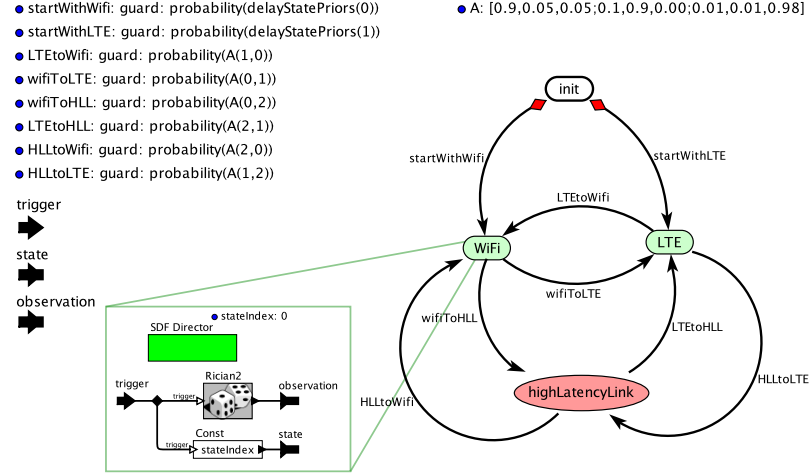 startWithWifi: guard: probability(delayStatePriors(0))
A: [0.9,0.05,0.05;0.1,0.9,0.00;0.01,0.01,0.98]
startWithLTE: guard: probability(delayStatePriors(1))
LTEtoWifi: guard: probability(A(1,0))
wifiToLTE: guard: probability(A(0,1))
wifiToHLL: guard: probability(A(0,2))
LTEtoHLL: guard: probability(A(2,1))
HLLtoWifi: guard: probability(A(2,0))
HLLtoLTE: guard: probability(A(1,2))
init
startWithWifi
startWithLTE
LTEtoWifi
trigger
WiFi
LTE
state
wifiToLTE
observation
wifiToHLL
LTEtoHLL
HLLtoLTE
highLatencyLink
HLLtoWifi
stateIndex: 0
SDF Director
Rician2
trigger
trigger
observation
Const
state
trigger
stateIndex